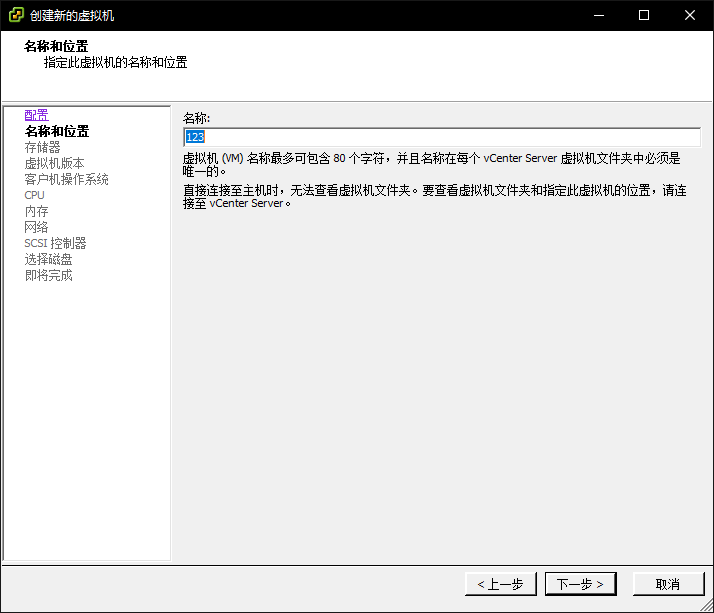 创建新的虚拟机
名称和位置
指定此虚拟机的名称和位置
配置
名称和位置
存储器
虚拟机版本
客户机操作系统
CPU
内存
网络
SCSI 控制器
选择磁盘
即将完成
名称:
123
虚拟机 (VM) 名称最多可包含 80 个字符，并且名称在每个 vCenter Server 虚拟机文件夹中必须是
唯一的。
直接连接至主机时，无法查看虚拟机文件夹。要查看虚拟机文件夹和指定此虚拟机的位置，请连
接至 vCenter Server。
< 上一步
下一步 >
取消